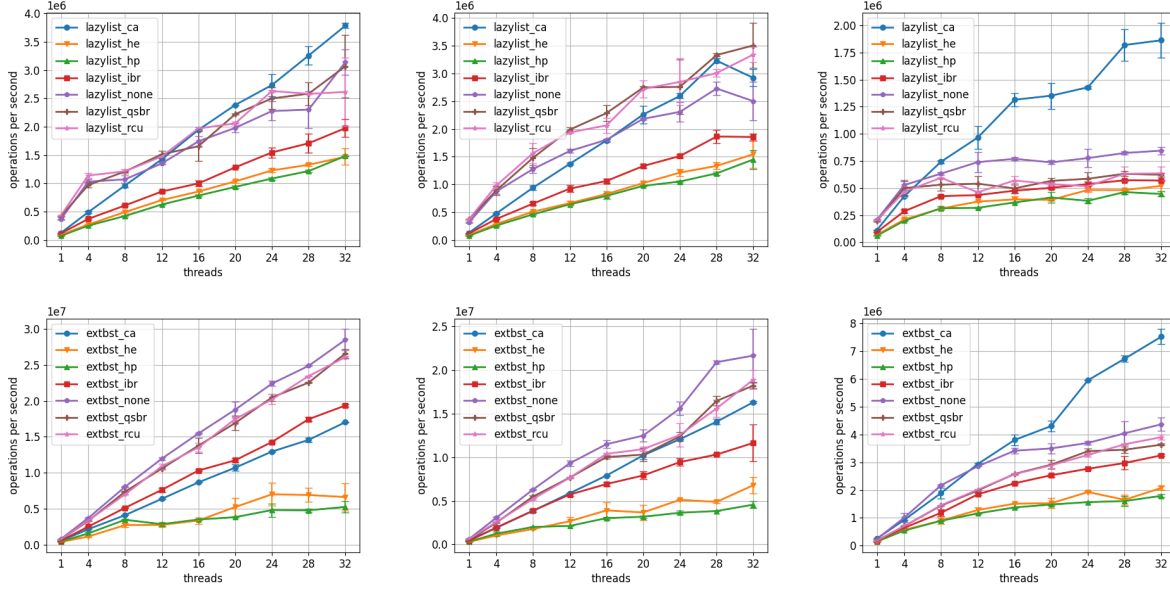 1e6
4.0
3.5
3.0
2.5
2.0
1.5
1.0
0.5
0.0
operations per second
lazylist_ca
lazylist_he
lazylist_hp
lazylist_ibr
lazylist_none
lazylist_qsbr
lazylist_rcu
1 4 8 12 16 20 24 28 32
threads
1e6
4.0
3.5
3.0
2.5
2.0
1.5
1.0
0.5
0.0
operations per second
lazylist_ca
lazylist_he
lazylist_hp
lazylist_ibr
lazylist_none
lazylist_qsbr
lazylist_rcu
1 4 8 12 16 20 24 28 32
threads
1e6
2.00
1.75
1.50
1.25
1.00
0.75
0.50
0.25
0.00
operations per second
lazylist_ca
lazylist_he
lazylist_hp
lazylist_ibr
lazylist_none
lazylist_qsbr
lazylist_rcu
1 4 8 12 16 20 24 28 32
threads
1e7
3.0
2.5
2.0
1.5
1.0
0.5
0.0
operations per second
extbst_ca
extbst_he
extbst_hp
extbst_ibr
extbst_none
extbst_qsbr
extbst_rcu
1 4 8 12 16 20 24 28 32
threads
1e7
2.5
2.0
1.5
1.0
0.5
0.0
operations per second
extbst_ca
extbst_he
extbst_hp
extbst_ibr
extbst_none
extbst_qsbr
extbst_rcu
1 4 8 12 16 20 24 28 32
threads
1e6
8
7
6
5
4
3
2
1
0
operations per second
extbst_ca
extbst_he
extbst_hp
extbst_ibr
extbst_none
extbst_qsbr
extbst_rcu
1 4 8 12 16 20 24 28 32
threads